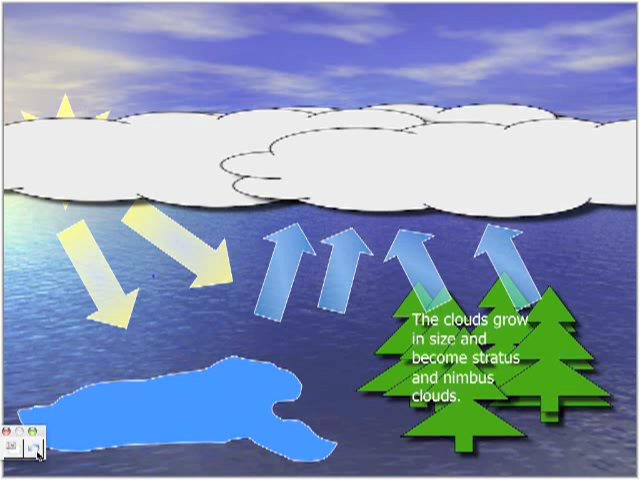 The clouds grow
in size and
become stratus
and nimbus
clouds.